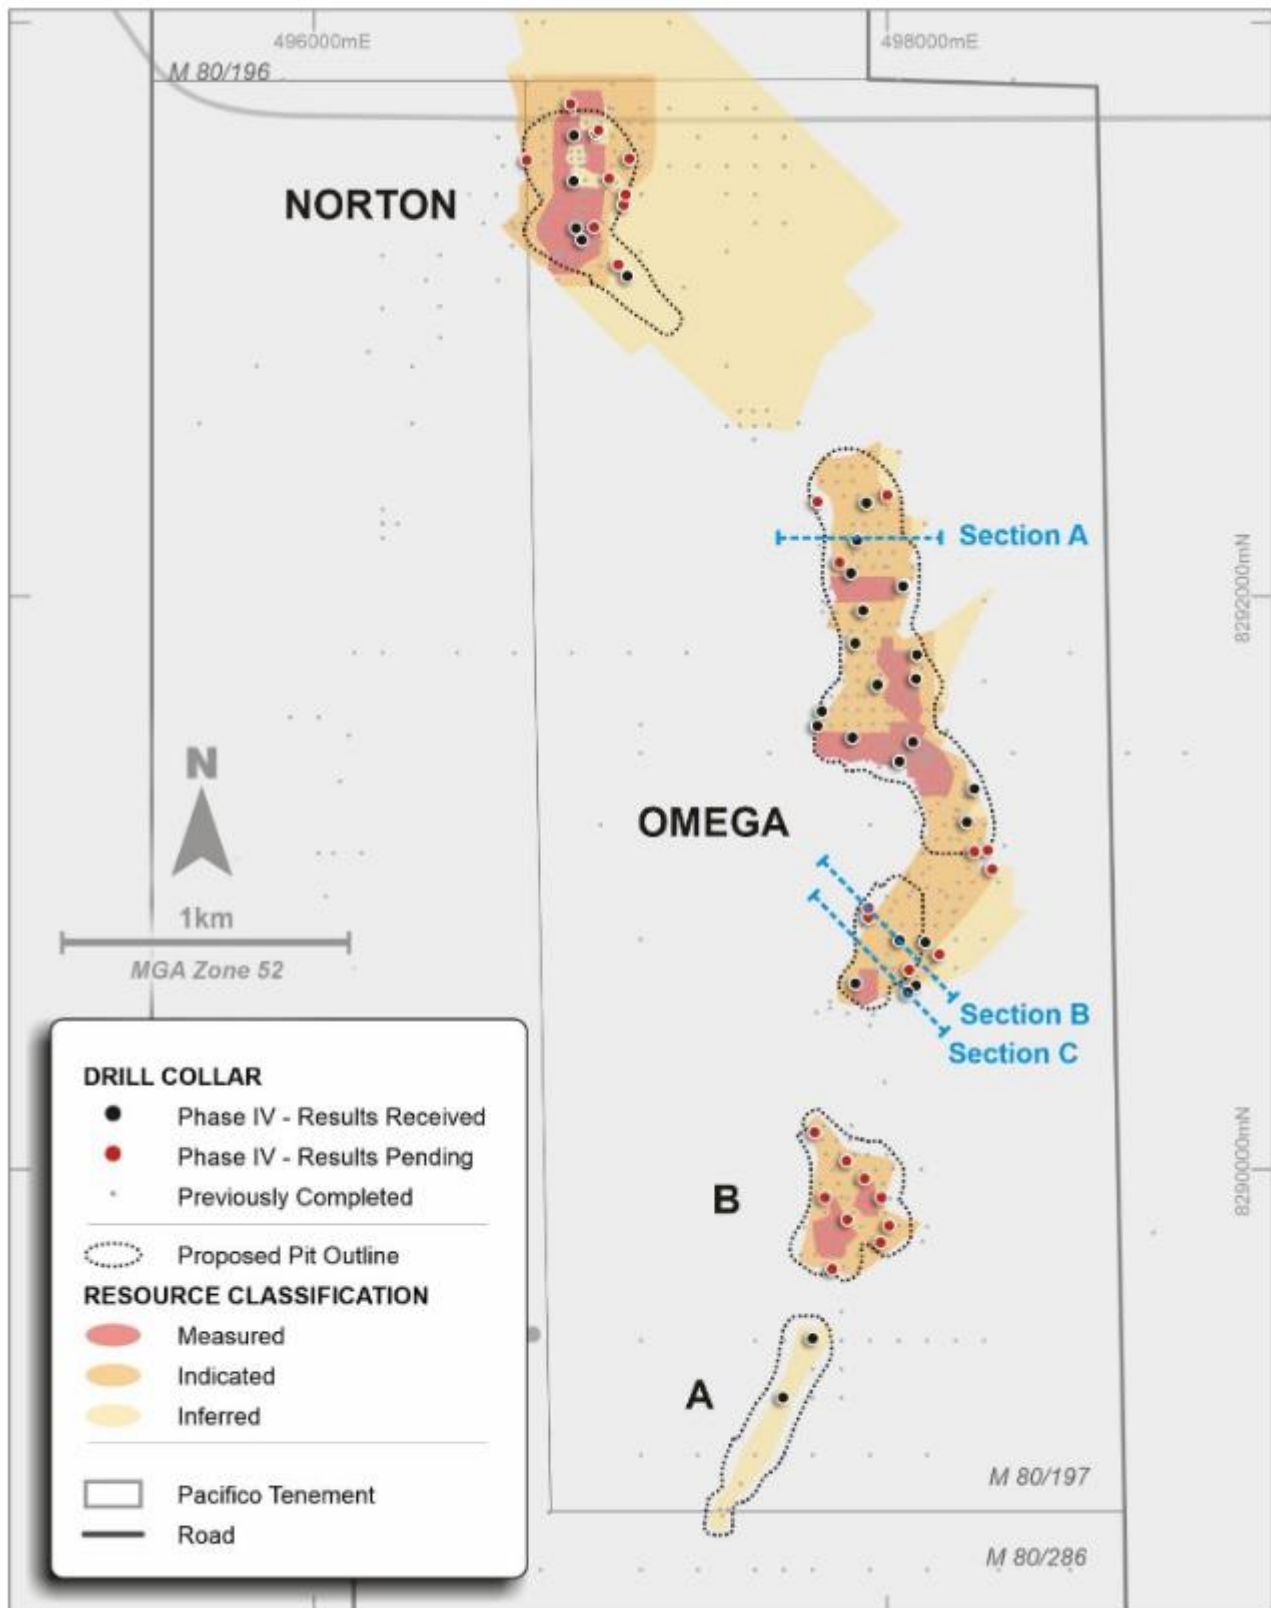 496000mE
498000mE
M 80/196
NORTON
Section A
8292000mN
N
OMEGA
1km
MGA Zone 52
Section B
Section C
DRILL COLLAR
Phase IV - Results Received
Phase IV - Results Pending
Previously Completed
Proposed Pit Outline
RESOURCE CLASSIFICATION
Measured
Indicated
Inferred
Pacifico Tenement
Road
8290000mN
B
A
M 80/197
M 80/286